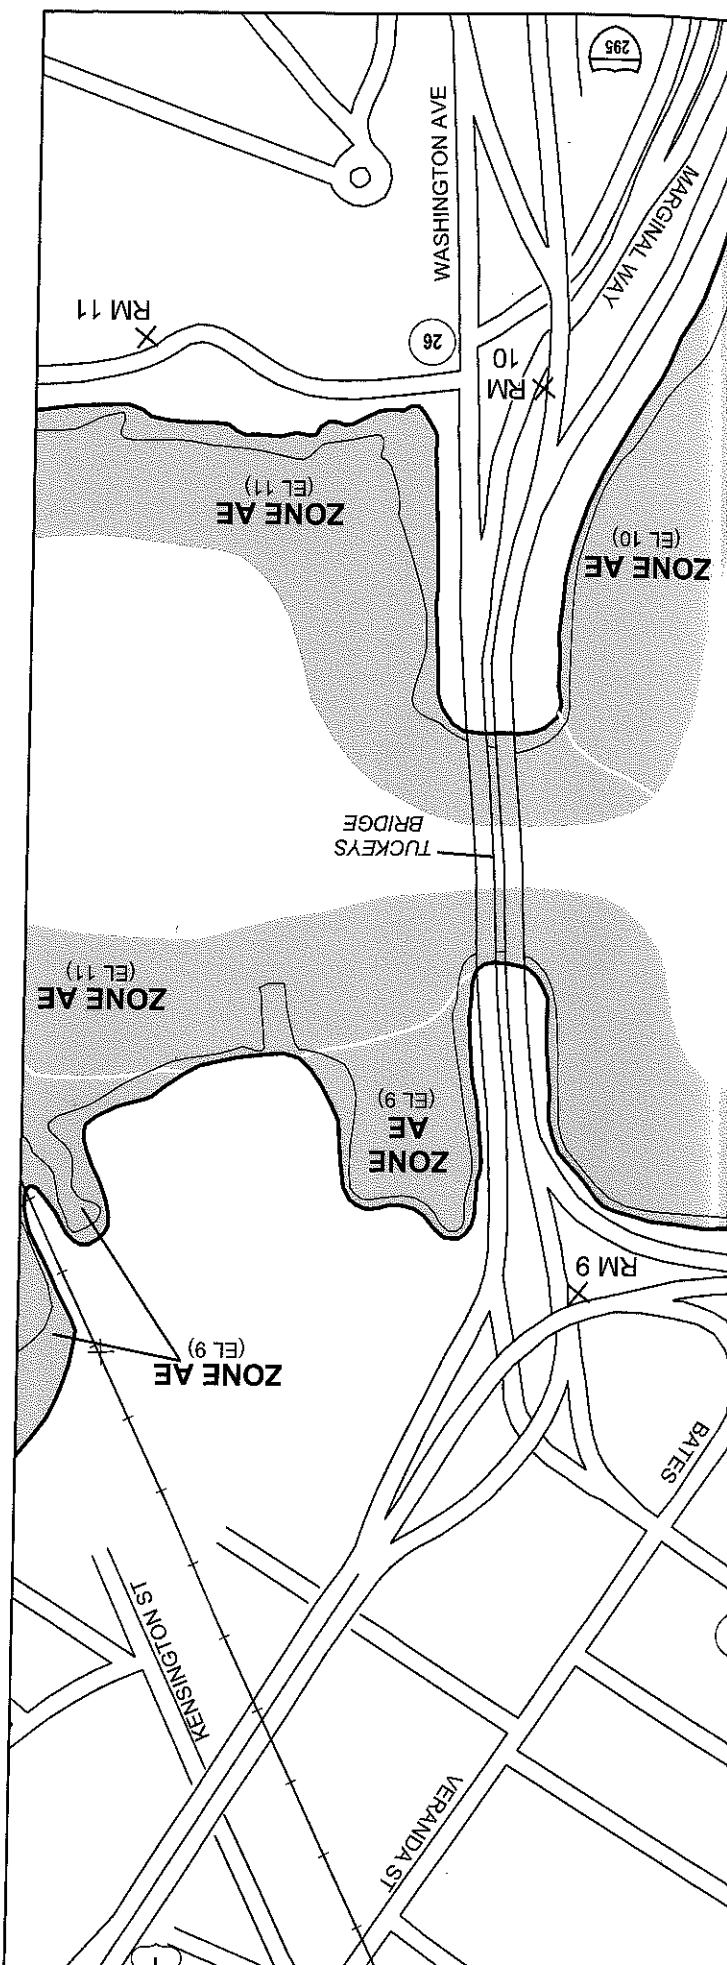 295
WASHINGTON AVE
MARGINAL WAY
RM 11
26
RM
10
ZONE AE
(EL 11)
ZONE AE
(EL 10)
TUCKEYS
BRIDGE
ZONE AE
(EL 11)
ZONE
AE
(EL 9)
RM 9
ZONE AE
(EL 9)
BATES
KENSINGTON ST
VERANDA ST
1